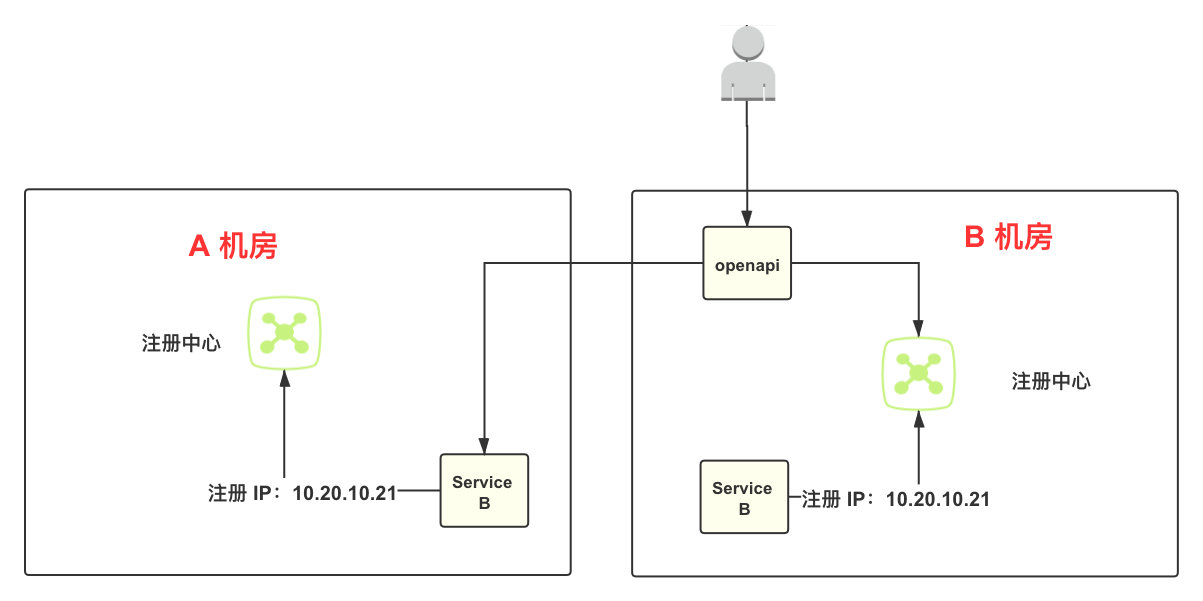 A 机房
B 机房
openapi
注册中心
注册中心
Service
B
注册 IP：10.20.10.21
Service
B
注册 IP：10.20.10.21